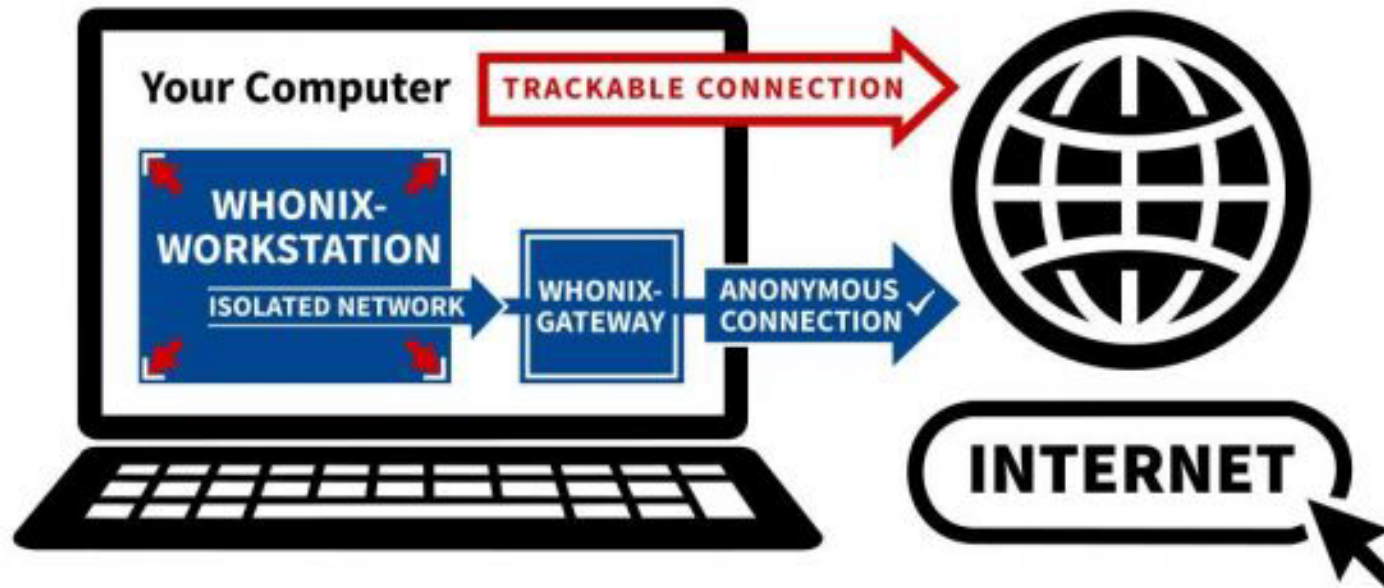 Your Computer
TRACKABLE CONNECTION
WHONIX-
WORKSTATION
ISOLATED NETWORK
WHONIX-
GATEWAY
ANONYMOUS
CONNECTION
INTERNET